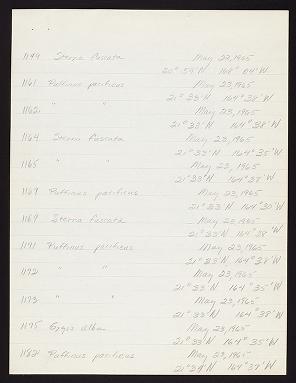 1149 Sterna fuscata May 22, 1965
20° 59'N 168° 04'W
1161 Puffinus pacificus May 23, 1965
21° 33'N 164° 38'W
1162 " " May 23, 1965
21° 33'N 164° 38'W
1164 Sterna fuscata May 23, 1965
21° 33'N 164° 35'W
1165 " " May 23, 1965
21° 33'N 164° 38'W
1167 Puffinus pacificus May 23, 1965
21° 33'N 164° 30'W
1169 Sterna fuscata May 23, 1965
21° 33'N 164° 38'W
1171 Puffinus pacificus May 23, 1965
21° 33'N 164° 38'W
1172 " " May 23, 1965
21° 33'N 164° 35'W
1173 " " May 23, 1965
21° 33'N 164° 38'W
1175 Gygis alba May 23, 1965
21° 33'N 164° 35'W
1182 Puffinus pacificus May 23, 1965
21° 34'N 164° 37'W